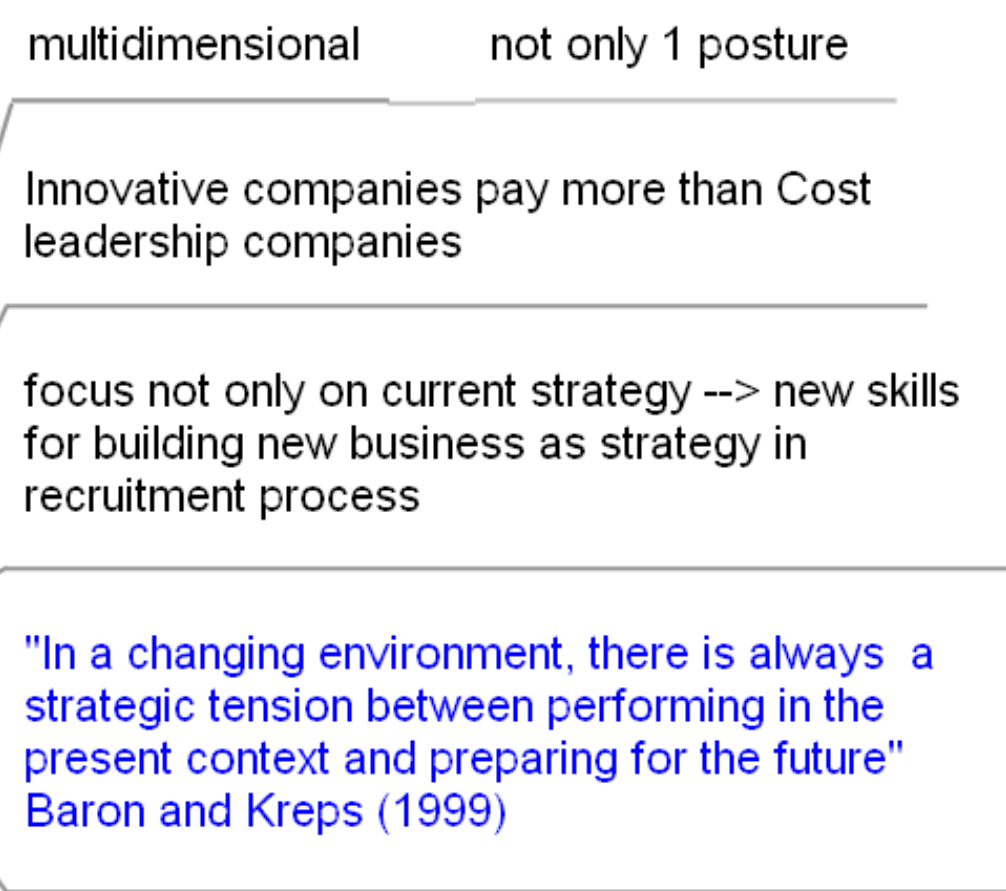 multidimensional not only 1 posture
Innovative companies pay more than Cost
leadership companies
focus not only on current strategy --> new skills
for building new business as strategy in
recruitment process
"In a changing environment, there is always  a
strategic tension between performing in the
present context and preparing for the future"
Baron and Kreps (1999)